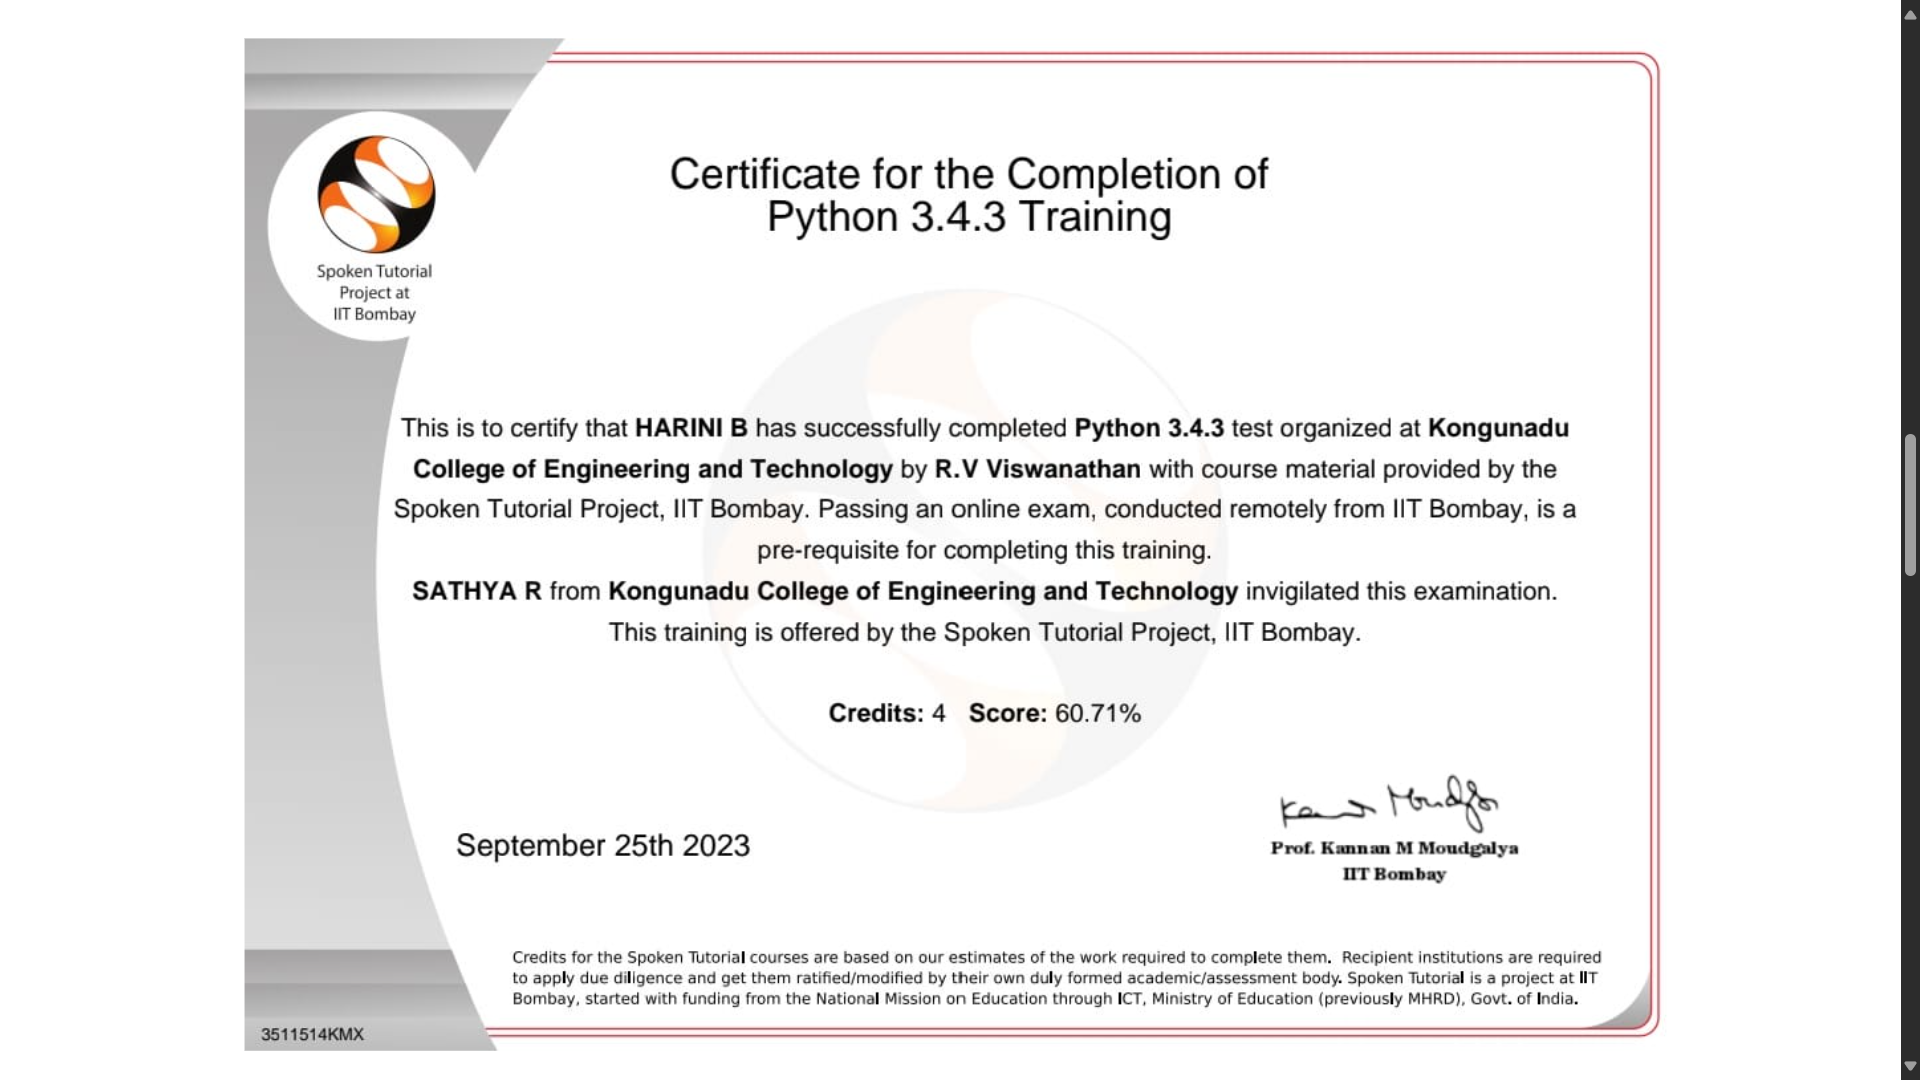 Certificate for the Completion of
Python 3.4.3 Training
Spoken Tutorial
Project at
IIT Bombay
This is to certify that HARINI B has successfully completed Python 3.4.3 test organized at Kongunadu
College of Engineering and Technology by R.V Viswanathan with course material provided by the
Spoken Tutorial Project, IIT Bombay. Passing an online exam, conducted remotely from IIT Bombay, is a
pre-requisite for completing this training.
SATHYA R from Kongunadu College of Engineering and Technology invigilated this examination.
This training is offered by the Spoken Tutorial Project, IIT Bombay.
Credits: 4 Score: 60.71%
September 25th 2023
Kannan Moudgalya
Prof. Kannan M Moudgalya
IIT Bombay
Credits for the Spoken Tutorial courses are based on our estimates of the work required to complete them. Recipient institutions are required
to apply due diligence and get them ratified/modified by their own duly formed academic/assessment body. Spoken Tutorial is a project at IIT
Bombay, started with funding from the National Mission on Education through ICT, Ministry of Education (previously MHRD), Govt. of India.
3511514KMX